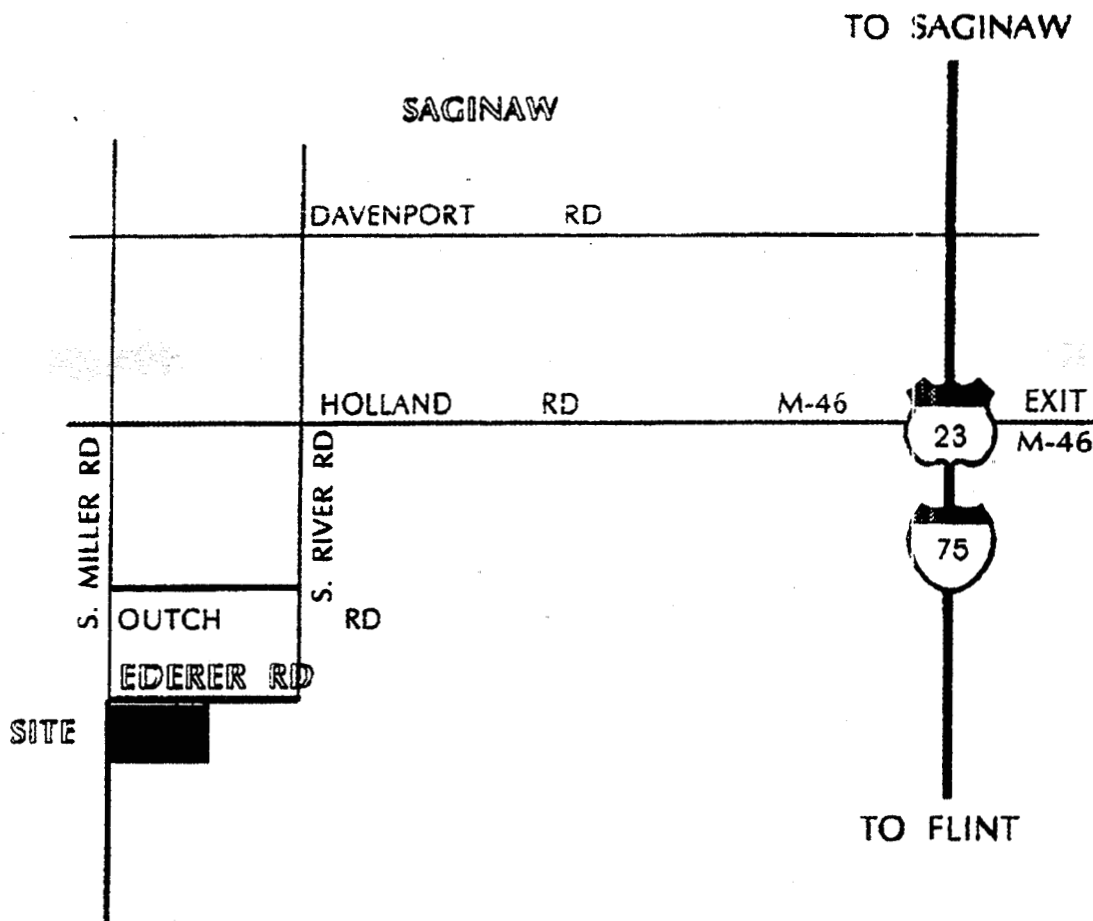 TO SAGINAW
SAGINAW
DAVENPORT RD
HOLLAND RD M-46 EXIT
23 M-46
S. MILLER RD
S. RIVER RD
75
OUTCH RD
EDERER RD
SITE
TO FLINT